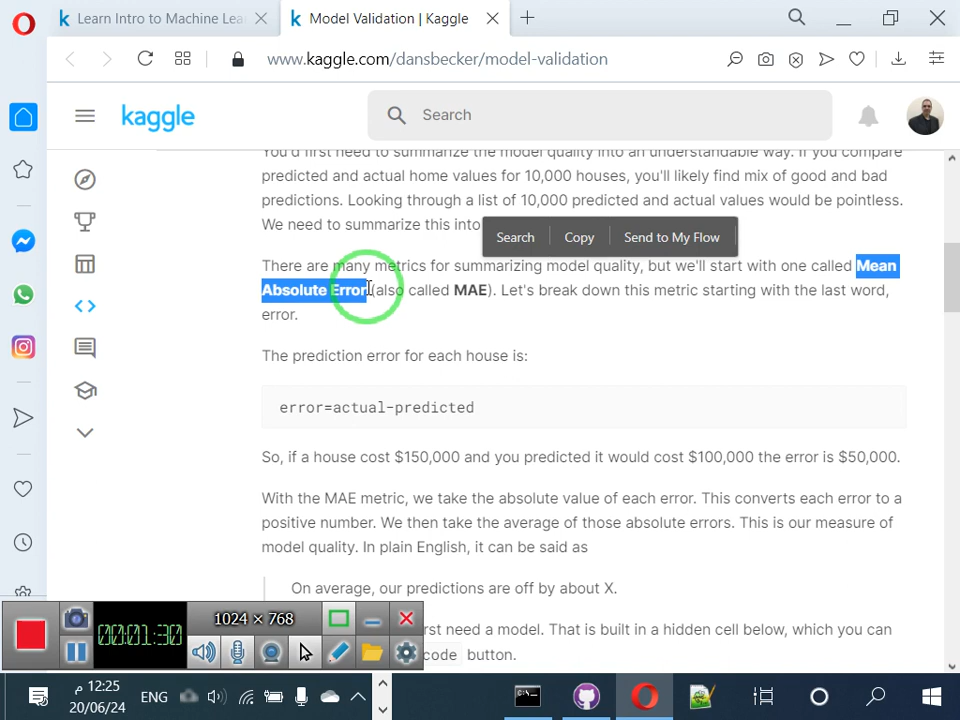 Learn Intro to Machine Lea
Model Validation | Kaggle
www.kaggle.com/dansbecker/model-validation
kaggle
Search
You'd first need to summarize the model quality into an understandable way. If you compare
predicted and actual home values for 10,000 houses, you'll likely find mix of good and bad
predictions. Looking through a list of 10,000 predicted and actual values would be pointless.
We need to summarize this into
Search Copy Send to My Flow
There are many metrics for summarizing model quality, but we'll start with one called Mean
Absolute Error (also called MAE). Let's break down this metric starting with the last word,
error.
The prediction error for each house is:
error=actual-predicted
So, if a house cost $150,000 and you predicted it would cost $100,000 the error is $50,000.
With the MAE metric, we take the absolute value of each error. This converts each error to a
positive number. We then take the average of those absolute errors. This is our measure of
model quality. In plain English, it can be said as
On average, our predictions are off by about X.
00:01:30
1024 × 768
rst need a model. That is built in a hidden cell below, which you can
code button.
12:25 م
20/06/24
ENG